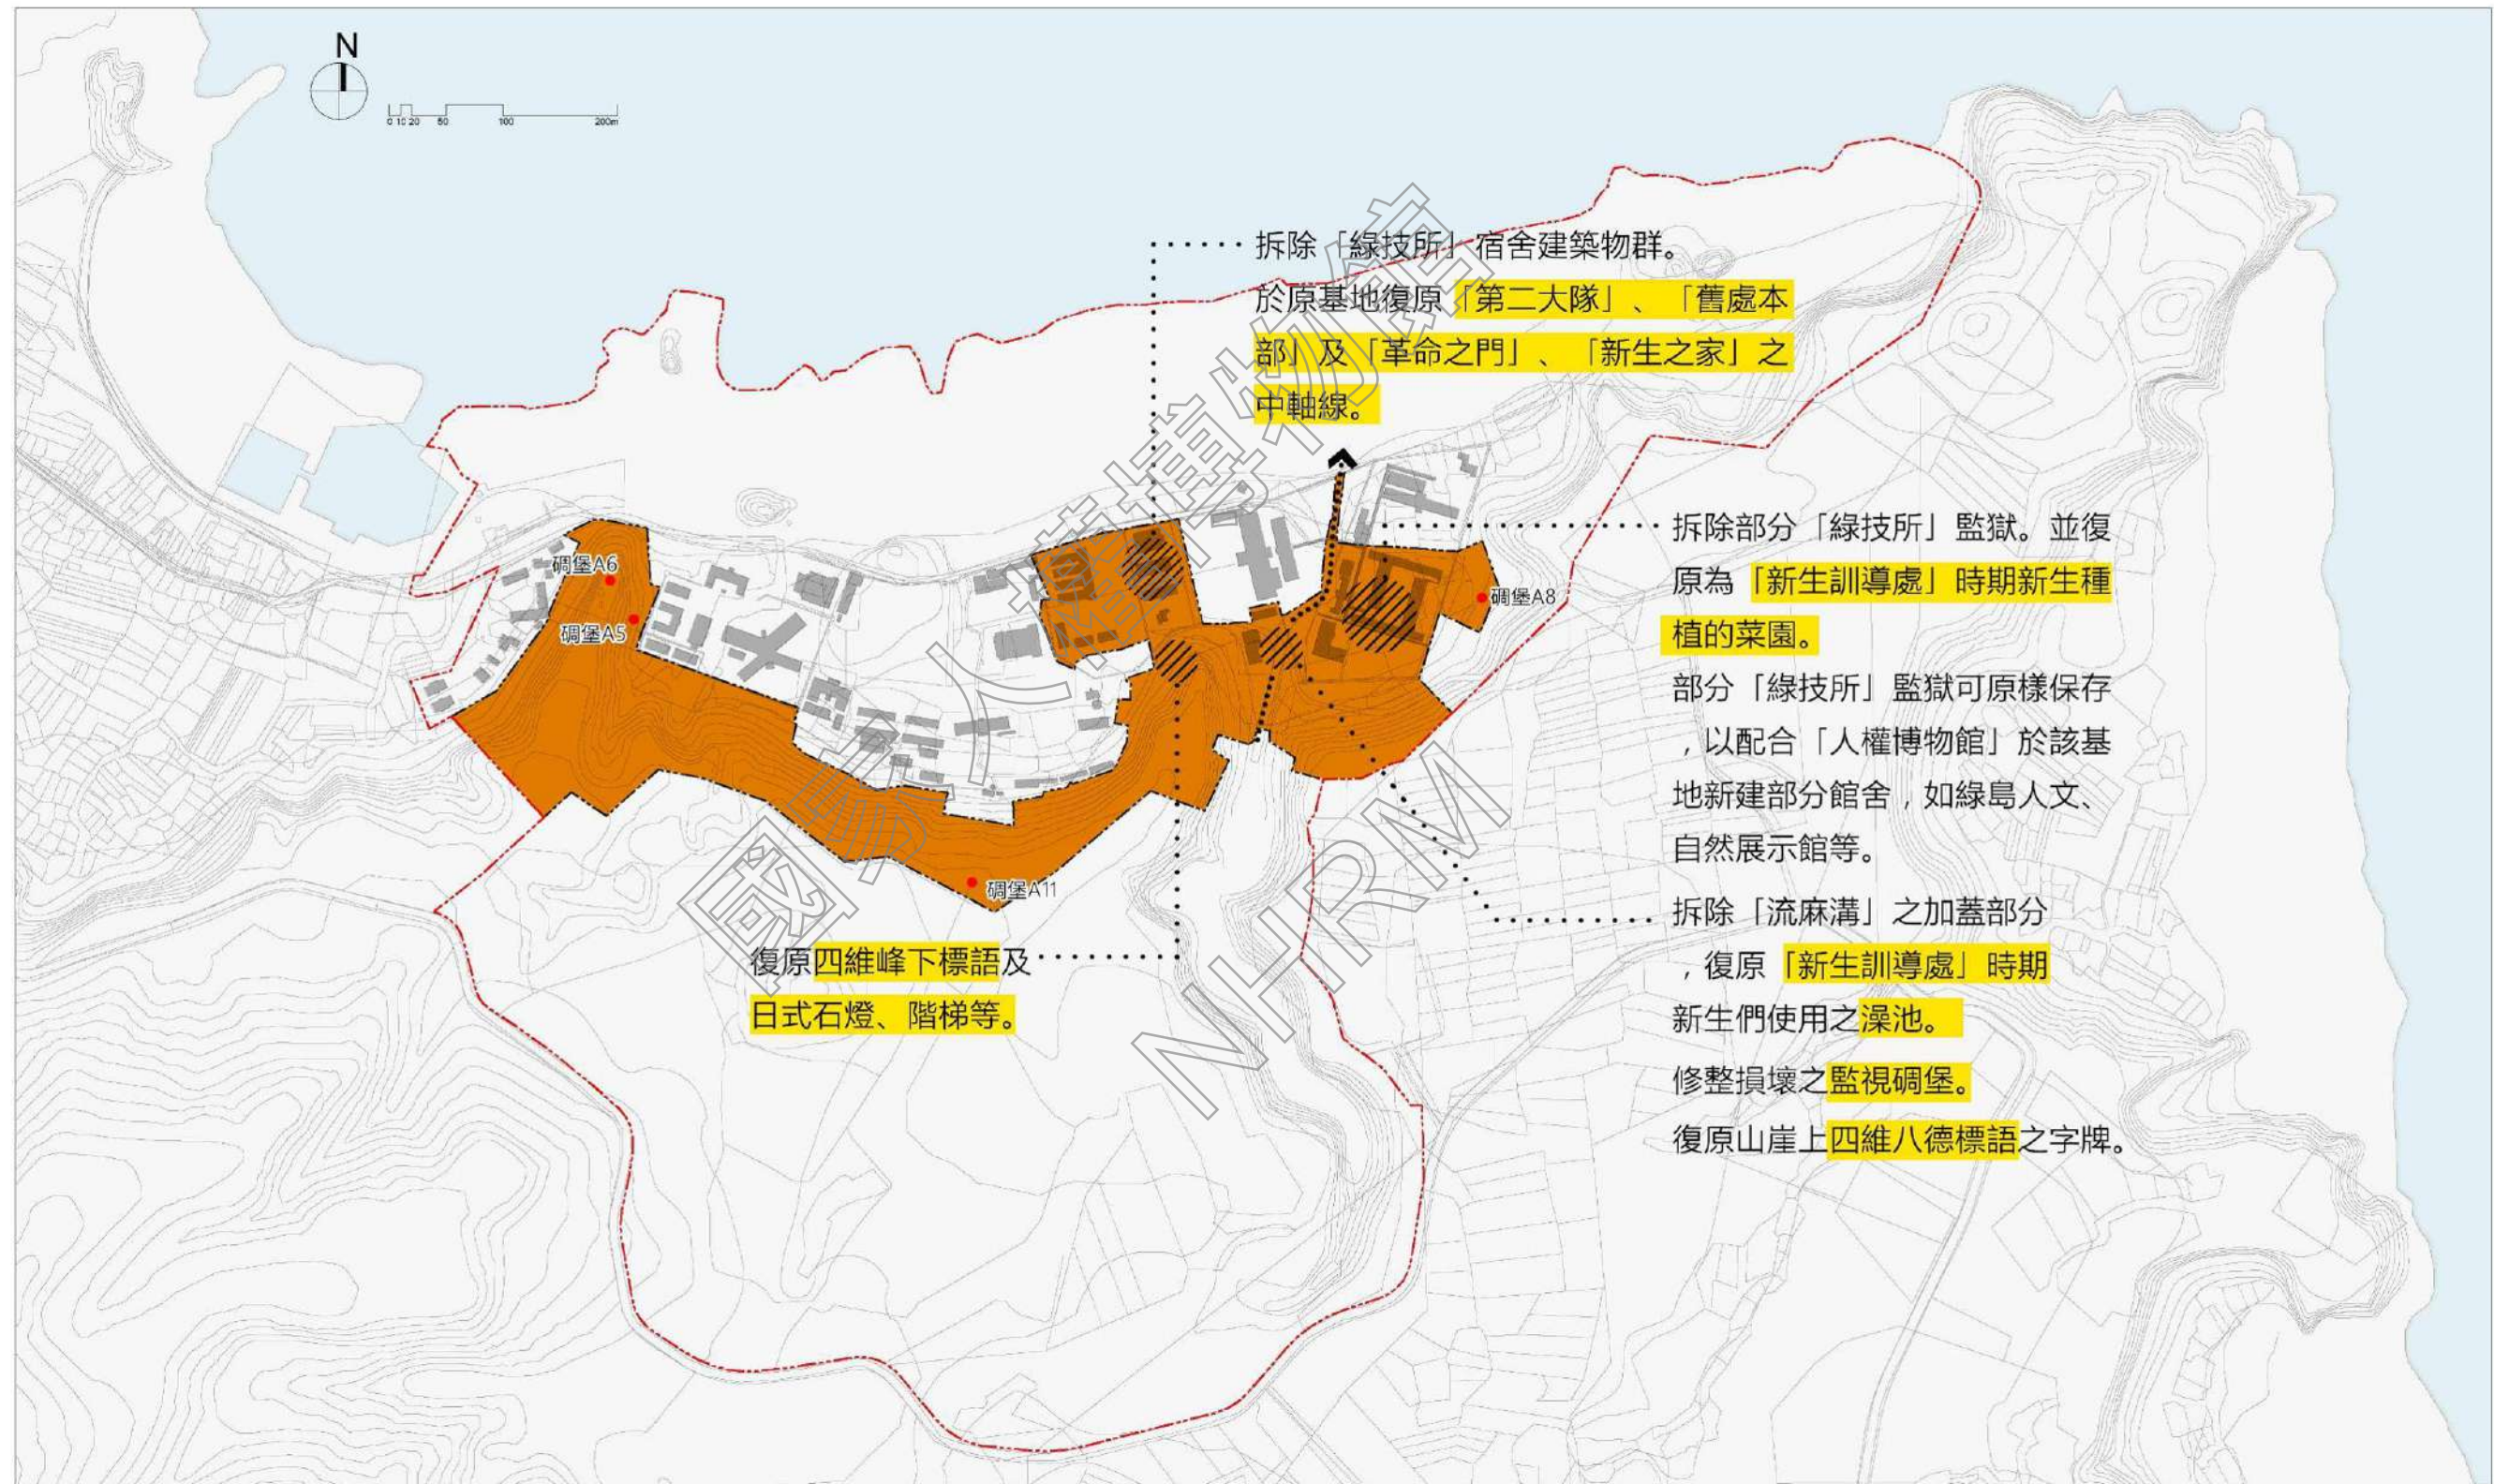 N
0 10 20 50 100 200m
拆除「綠技所」宿舍建築物群。
於原基地復原「第二大隊」、「舊處本
部」及「革命之門」、「新生之家」之
中軸線。
拆除部分「綠技所」監獄。並復
原為「新生訓導處」時期新生種
植的菜園。
部分「綠技所」監獄可原樣保存
，以配合「人權博物館」於該基
地新建部分館舍，如綠島人文、
自然展示館等。
碉堡A6
碉堡A5
碉堡A8
碉堡A11
復原四維峰下標語及
日式石燈、階梯等。
拆除「流麻溝」之加蓋部分
，復原「新生訓導處」時期
新生們使用之澡池。
修整損壞之監視碉堡。
復原山崖上四維八德標語之字牌。
國家人權博物館
NHRM